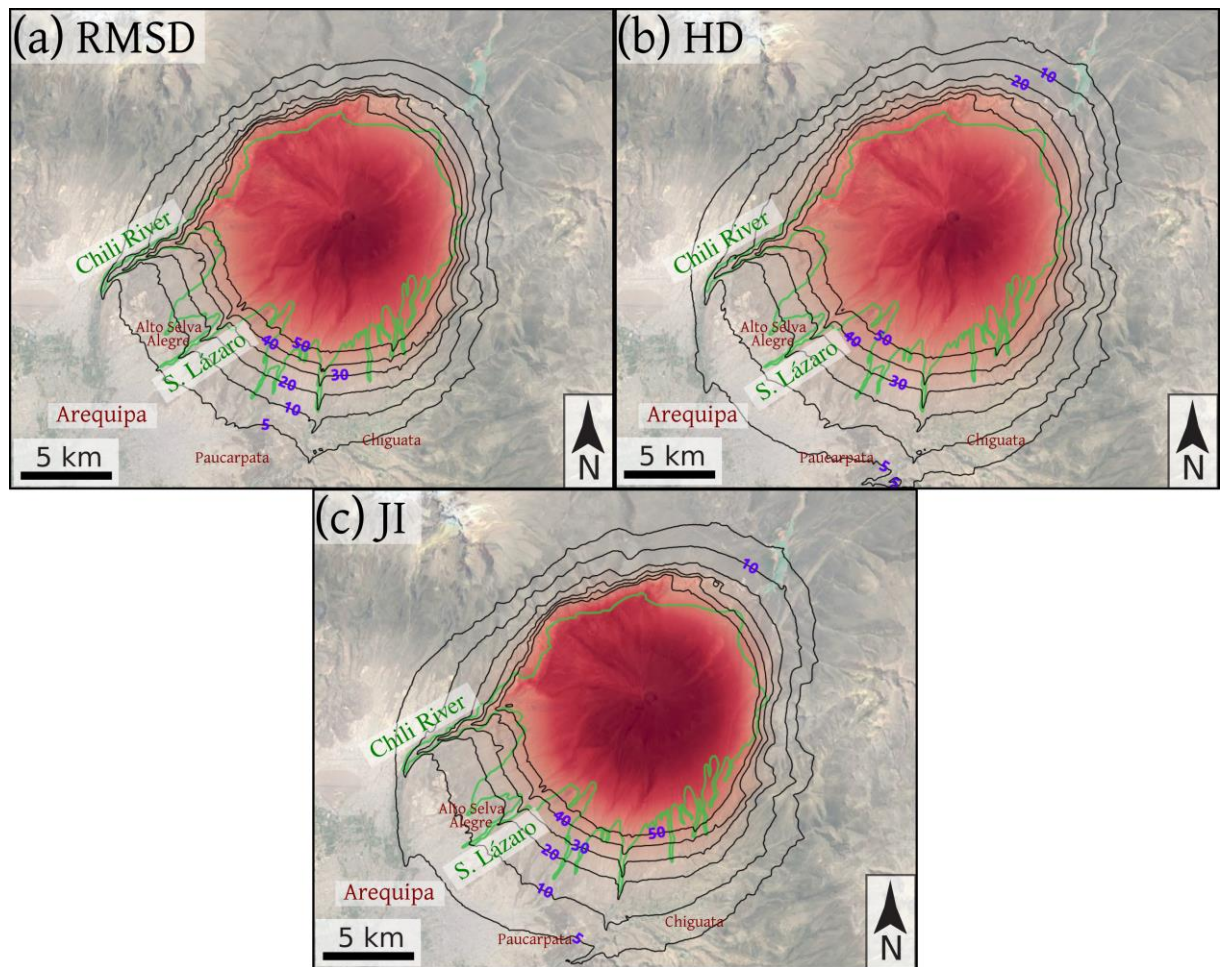 (a) RMSD
Chili River
Alto Selva
Alegre
S. Lázaro
40
50
30
20
10
5
Arequipa
Chiguata
Paucarpata
5 km
N
(b) HD
10
20
Chili River
Alto Selva
Alegre
S. Lázaro
40
50
30
Arequipa
Chiguata
Paucarpata
5
5
5 km
N
(c) JI
10
Chili River
Alto Selva
Alegre
S. Lázaro
40
50
30
20
10
Arequipa
Chiguata
Paucarpata
5
5 km
N